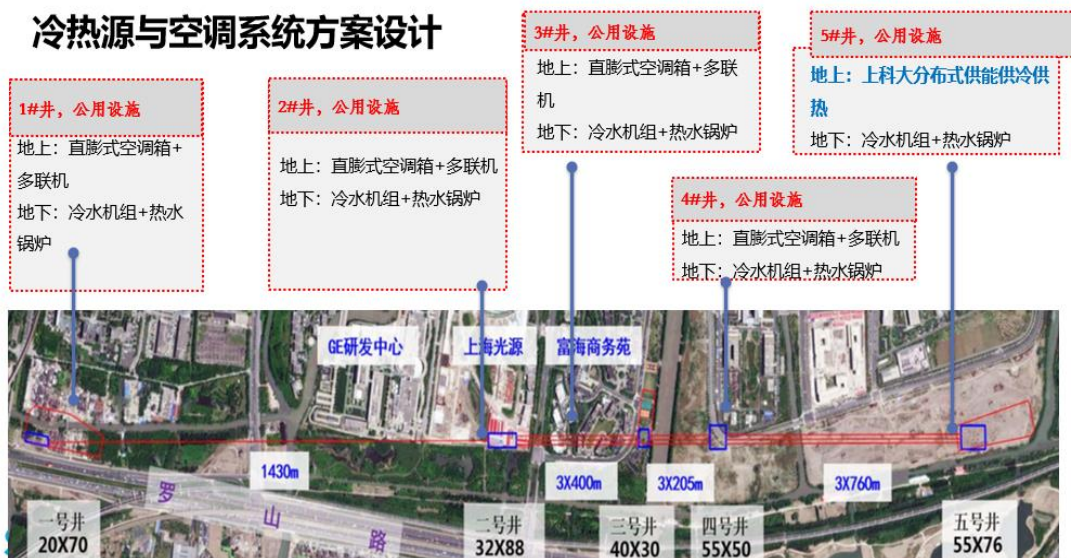 冷热源与空调系统方案设计
1#井，公用设施
地上：直膨式空调箱+
多联机
地下：冷水机组+热水
锅炉
2#井，公用设施
地上：直膨式空调箱+多联机
地下：冷水机组+热水锅炉
3#井，公用设施
地上：直膨式空调箱+多联
机
地下：冷水机组+热水锅炉
4#井，公用设施
地上：直膨式空调箱+多联机
地下：冷水机组+热水锅炉
5#井，公用设施
地上：上科大分布式供能供冷供
热
地下：冷水机组+热水锅炉
GE研发中心
上海光源
富海商务苑
1430m
3X400m
3X205m
3X760m
罗山路
一号井
20X70
二号井
32X88
三号井
40X30
四号井
55X50
五号井
55X76